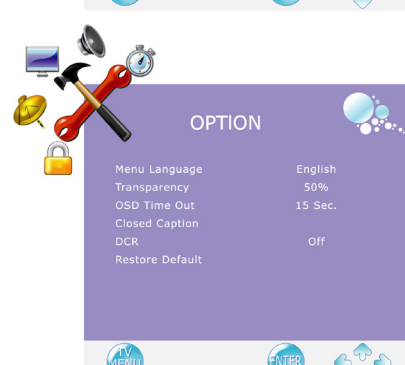 OPTION
Menu Language English
Transparency 50%
OSD Time Out 15 Sec.
Closed Caption
DCR Off
Restore Default
TV MENU ENTER